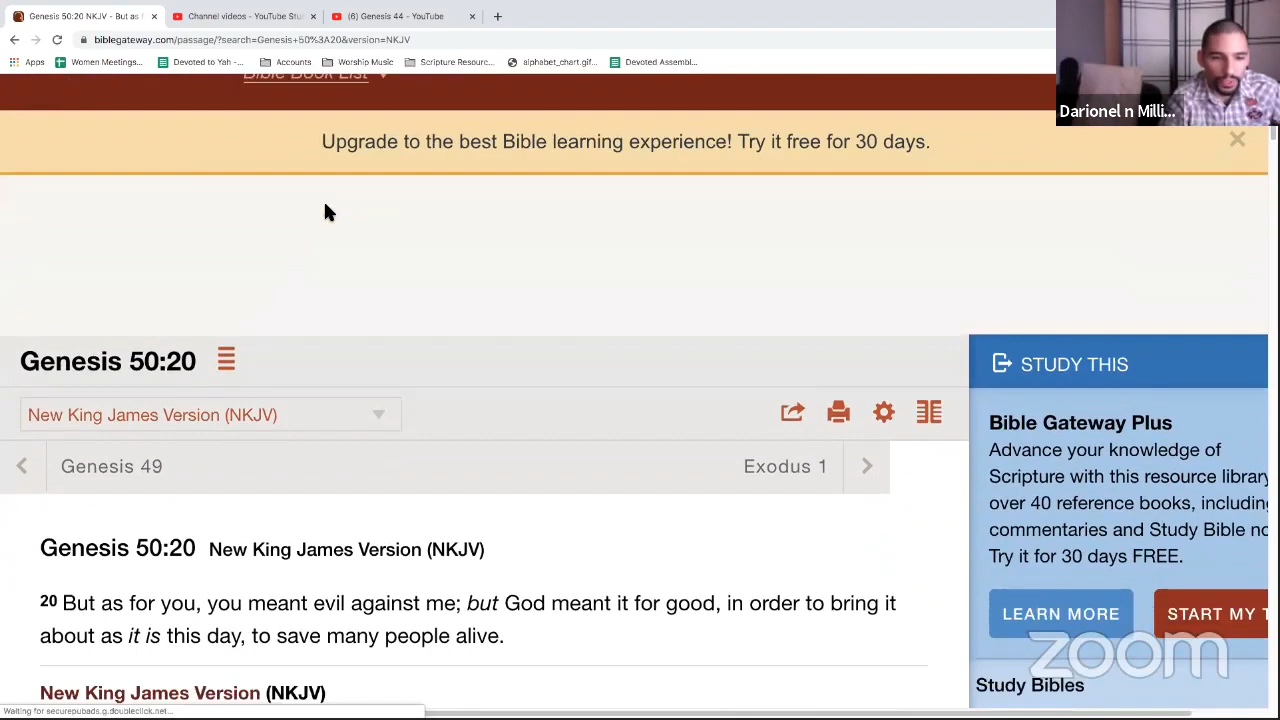 Genesis 50:20 NKJV - But as f
Channel videos - YouTube Stu
(6) Genesis 44 - YouTube
biblegateway.com/passage/?search=Genesis+50%3A20&version=NKJV
Apps Women Meetings... Devoted to Yah -... Accounts Worship Music Scripture Resourc... alphabet_chart.gif... Devoted Assembl...
Bible Book List
Darionel n Milli...
Upgrade to the best Bible learning experience! Try it free for 30 days.
Genesis 50:20
New King James Version (NKJV)
Genesis 49
Exodus 1
Genesis 50:20 New King James Version (NKJV)
20 But as for you, you meant evil against me; but God meant it for good, in order to bring it
about as it is this day, to save many people alive.
New King James Version (NKJV)
STUDY THIS
Bible Gateway Plus
Advance your knowledge of
Scripture with this resource library
over 40 reference books, includin
commentaries and Study Bible no
Try it for 30 days FREE.
LEARN MORE
START MY T
zoom
Study Bibles
Waiting for securepubads.g.doubleclick.net...